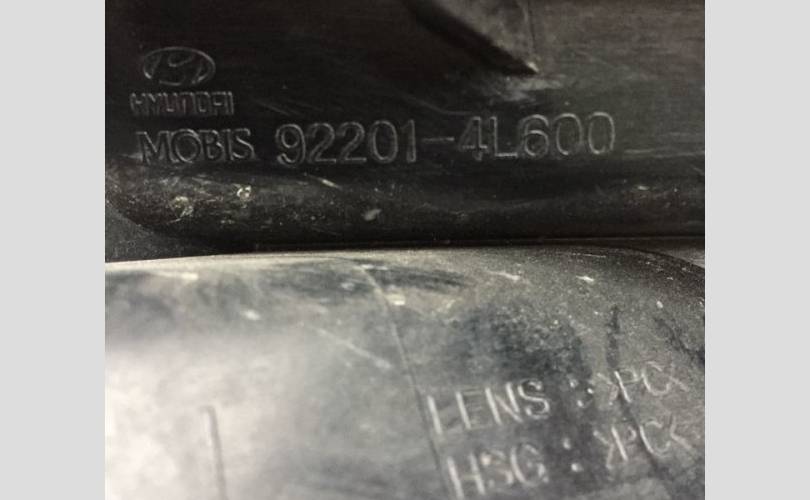 HYUNDAI
MOBIS 92201-4L600
LENS : >PC<
HSG : >PC<